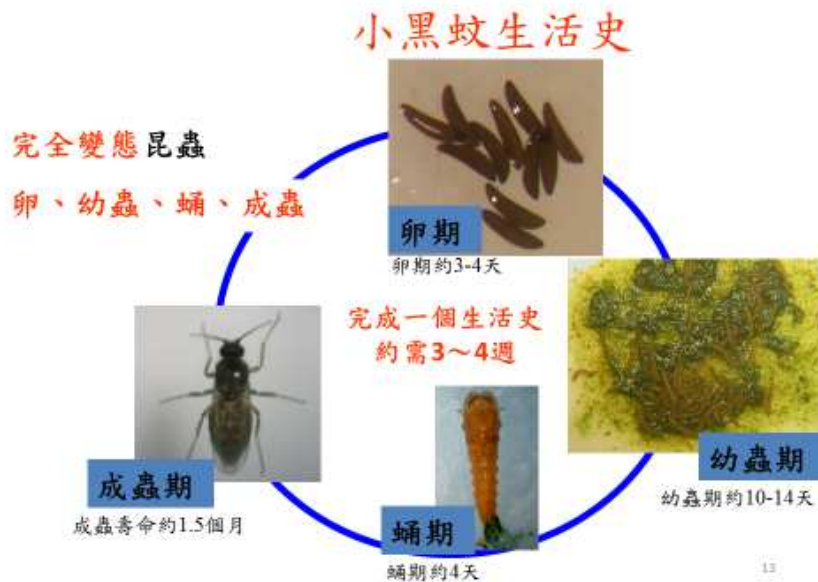 小黑蚊生活史
完全變態昆蟲
卵、幼蟲、蛹、成蟲
卵期
卵期約3-4天
完成一個生活史
約需3～4週
幼蟲期
幼蟲期約10-14天
成蟲期
成蟲壽命約1.5個月
蛹期
蛹期約4天
13